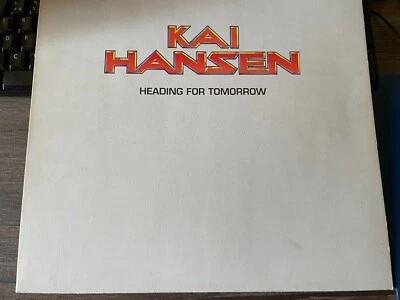 KAI
HANSEN
HEADING FOR TOMORROW